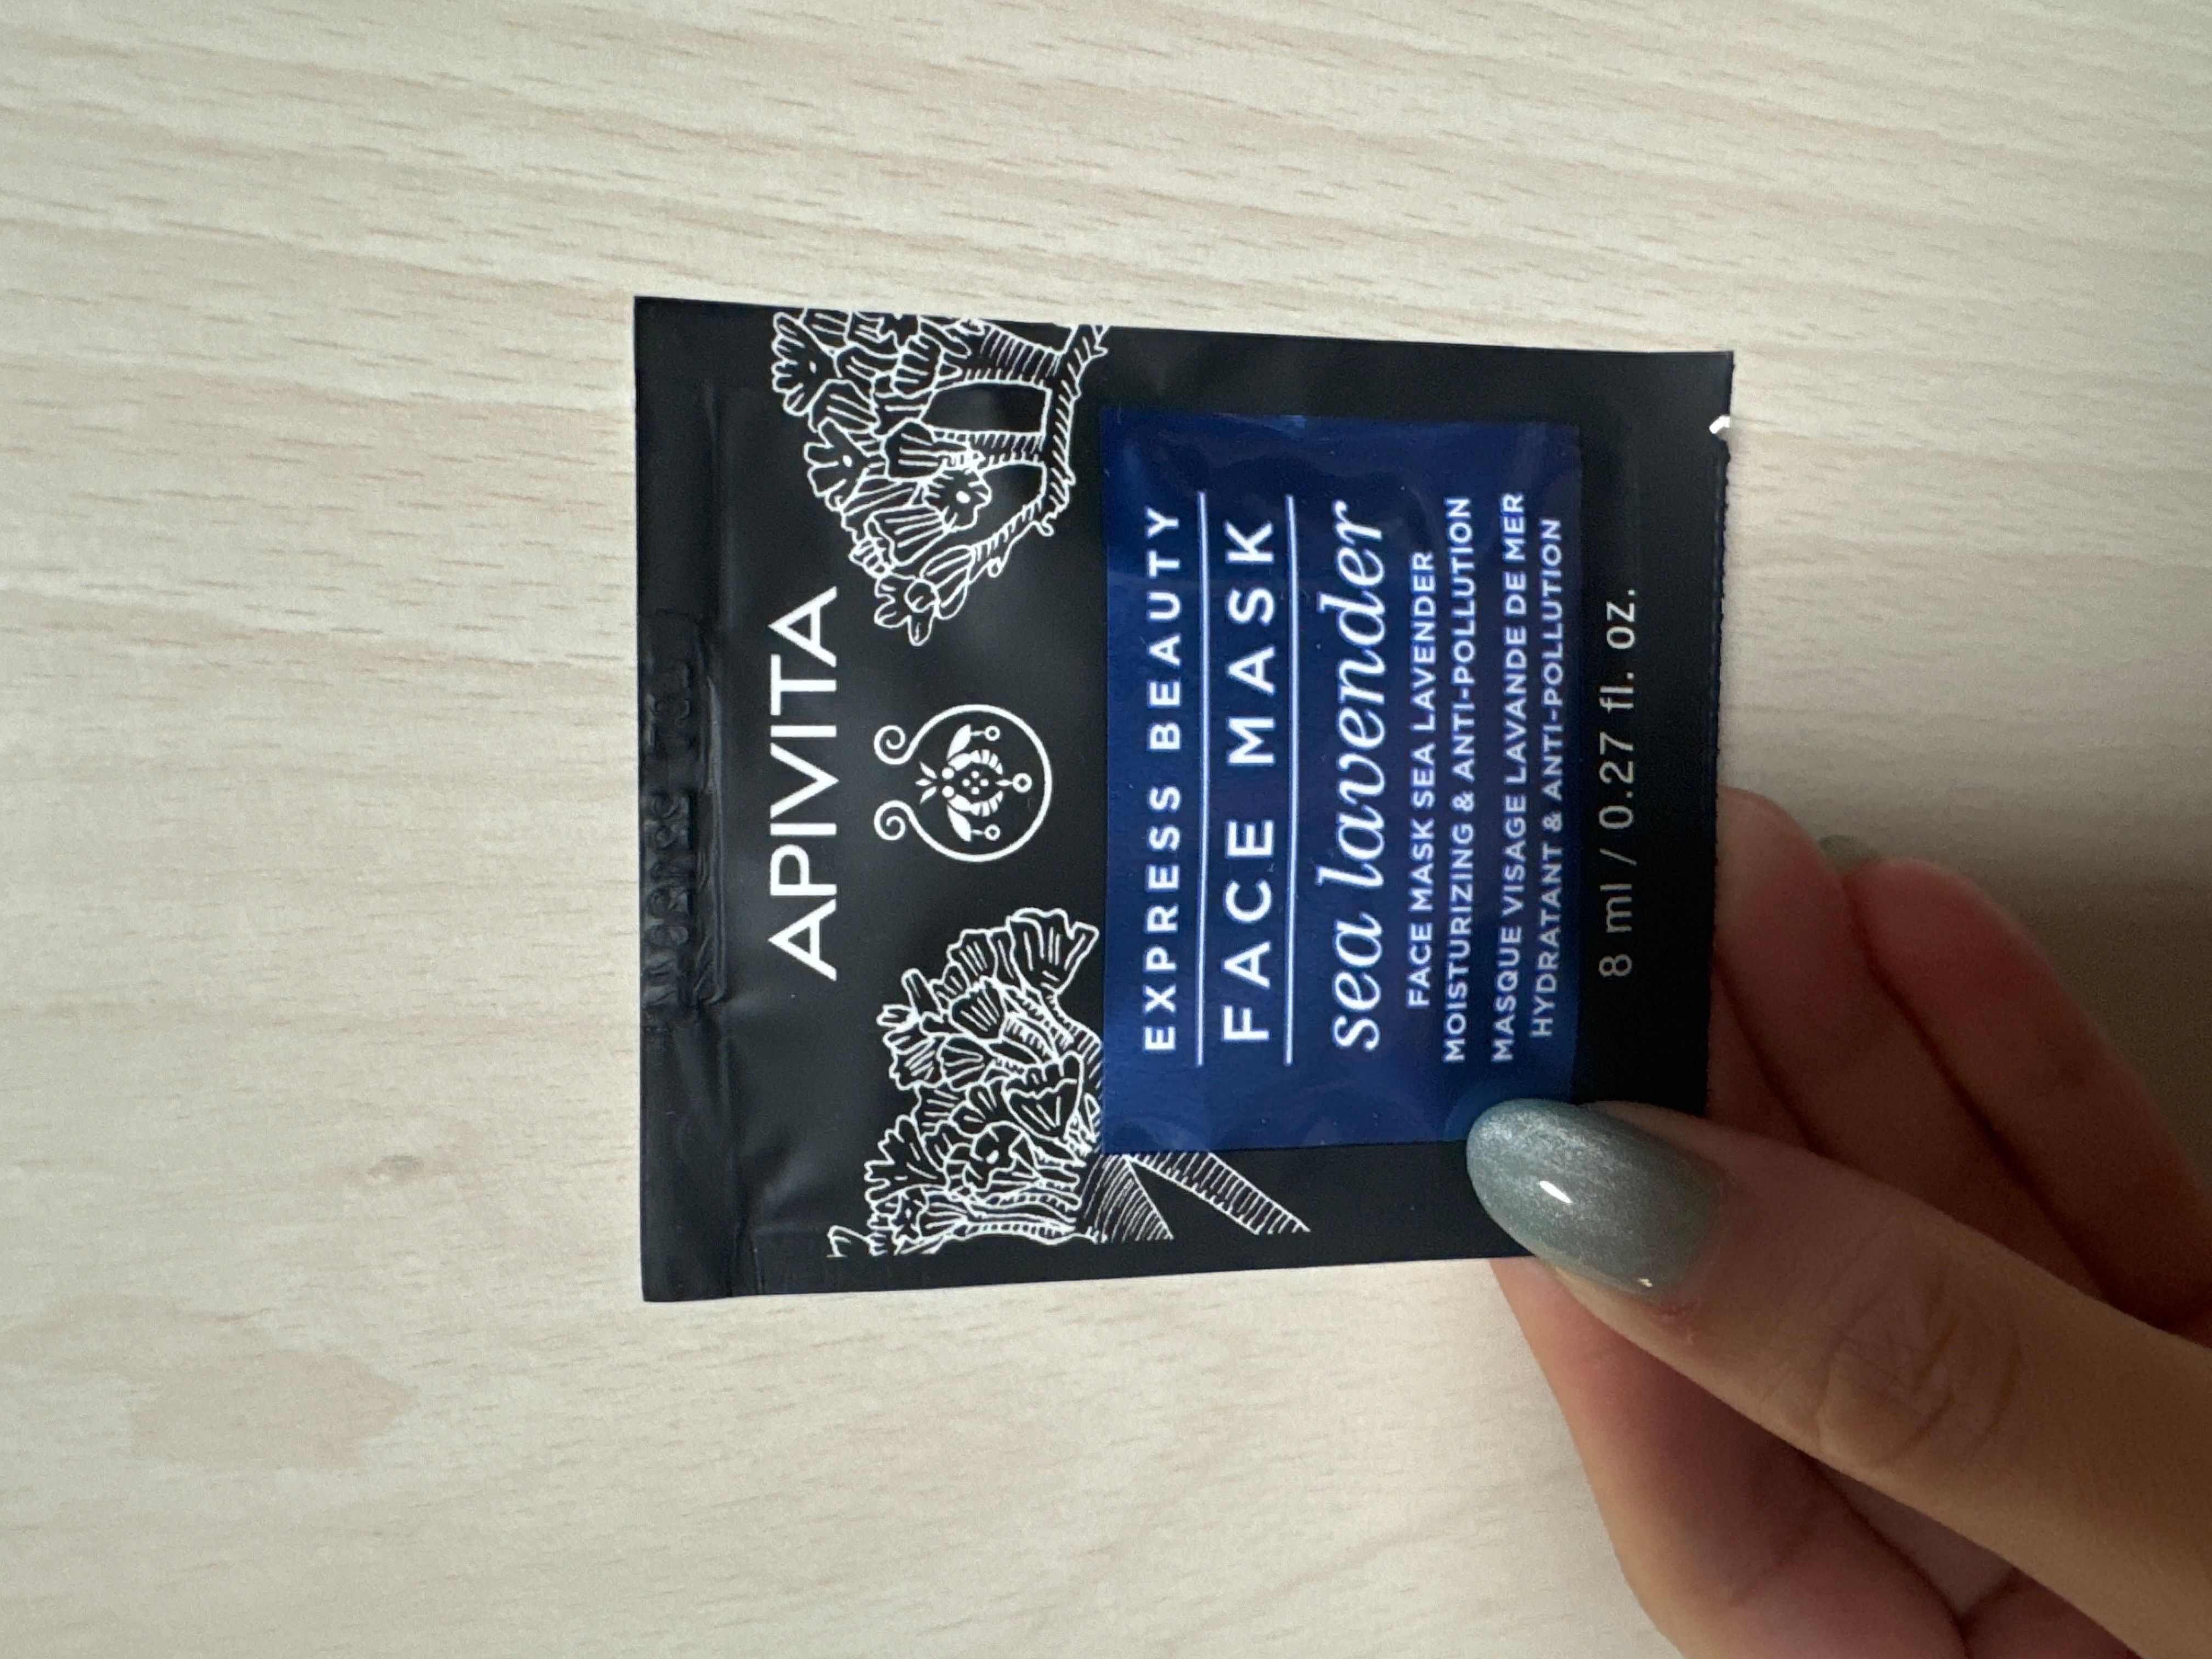 APIVITA
EXPRESS BEAUTY
FACE MASK
sea lavender
FACE MASK SEA LAVENDER
MOISTURIZING & ANTI-POLLUTION
MASQUE VISAGE LAVANDE DE MER
HYDRATANT & ANTI-POLLUTION
8 ml / 0.27 fl. oz.